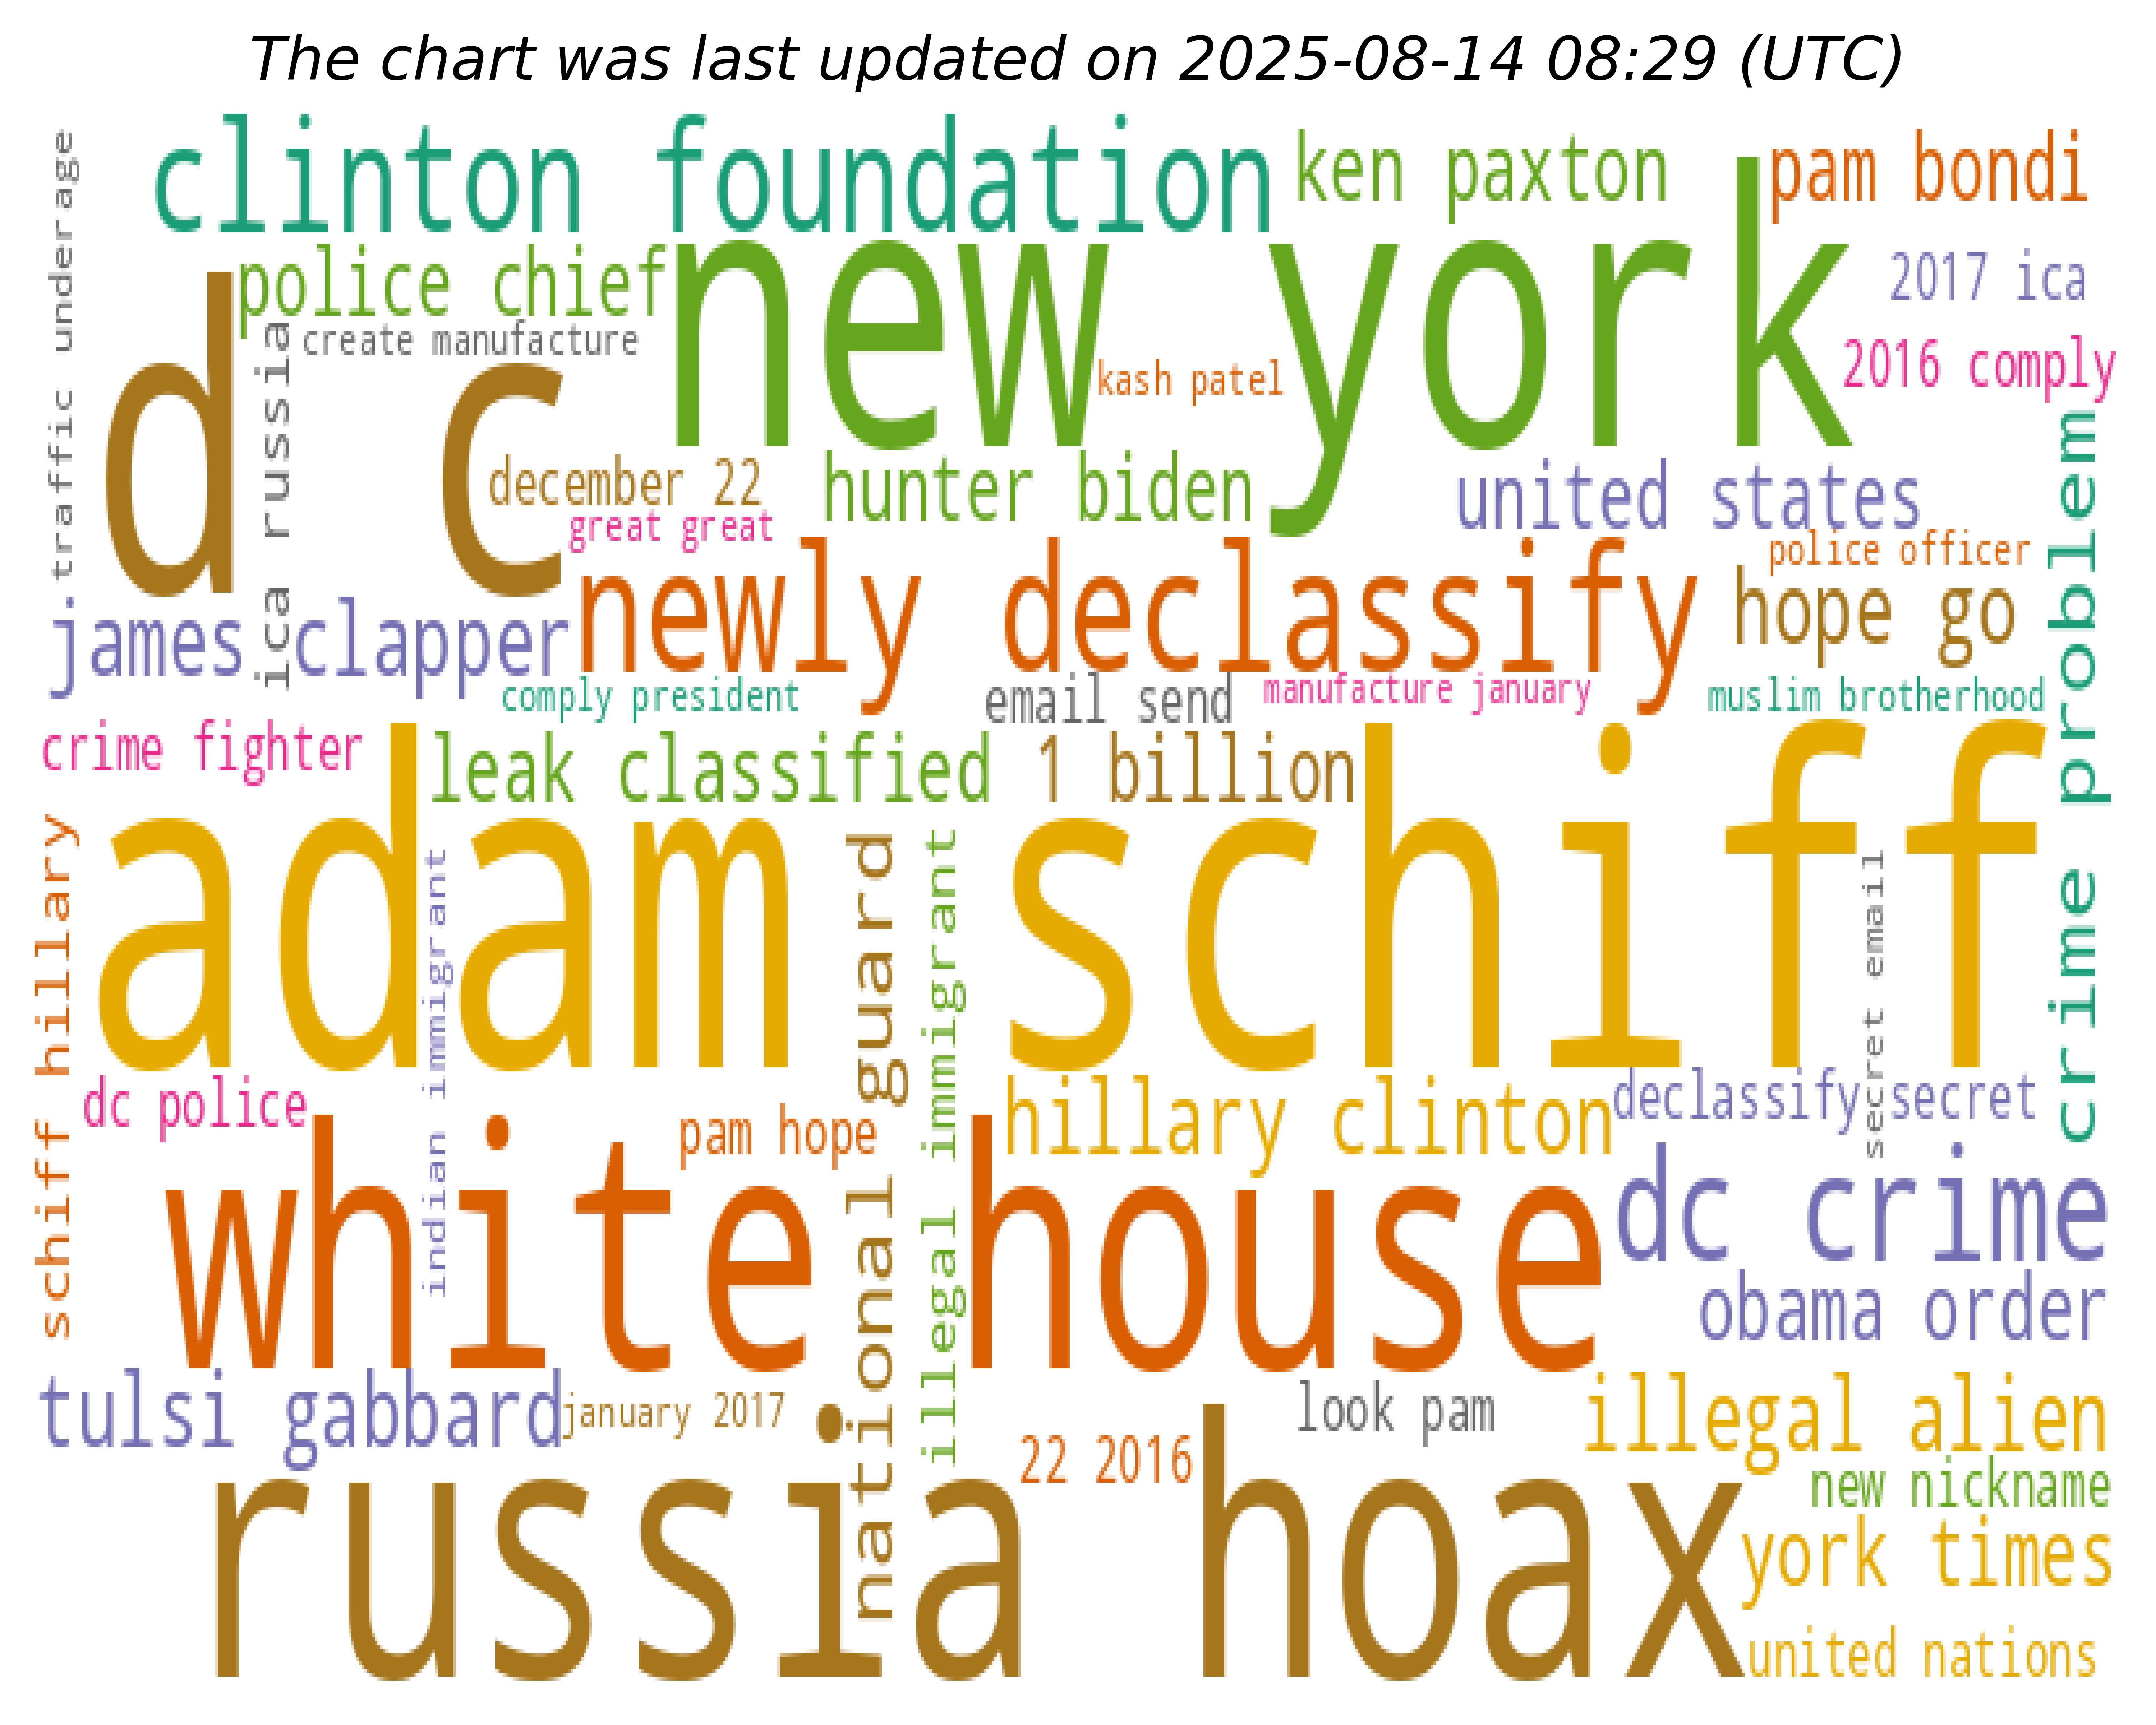 The chart was last updated on 2025-08-14 08:29 (UTC)
traffic underage
clinton foundation
ken paxton
pam bondi
police chief
new york
2017 ica
create manufacture
ica russia
d c
kash patel
2016 comply
december 22
hunter biden
united states
great great
police officer
newly declassify
hope go
james clapper
crime problem
comply president
email send
manufacture january
muslim brotherhood
crime fighter
leak classified
1 billion
adam schiff
schiff hillary
indian immigrant
national guard
illegal immigrant
secret email
dc police
pam hope
hillary clinton
declassify secret
white house
dc crime
obama order
tulsi gabbard
january 2017
look pam
illegal alien
22 2016
new nickname
russia hoax
york times
united nations